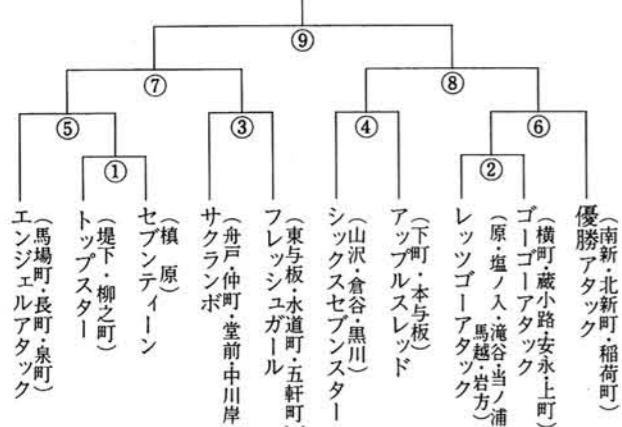 ⑨
⑦
⑧
⑤
③
④
⑥
①
②
優勝アタック
(南新・北新町・稲荷町)
ゴーゴーアタック
(横町・蔵小路・安永・上町)
レッツゴーアタック
(原・塩ノ入・滝谷・当ノ浦
馬越・岩方)
アップルスレッド
(下町・本与板)
シックスセブンスター
(山沢・倉谷・黒川)
フレッシュガール
(東与板・水道町・五軒町)
サクランボ
(舟戸・仲町・堂前・中川岸
セブンティーン
(槙原)
トップスター
(堤下・柳之町)
エンジェルアタック
(馬場町・長町・泉町)